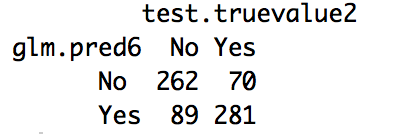 test.truevalue2
glm.pred6 No Yes
No 262 70
Yes 89 281